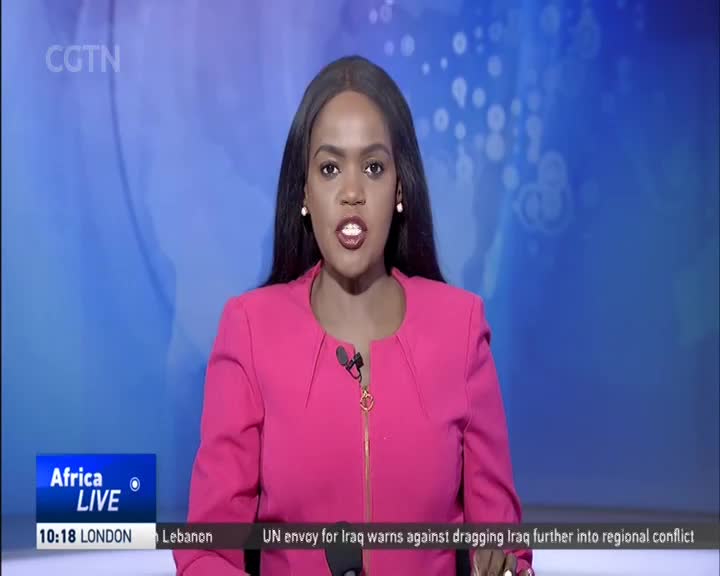 CGTN
Africa
LIVE
10:18 LONDON
Lebanon UN envoy for Iraq warns against dragging Iraq further into regional conflict